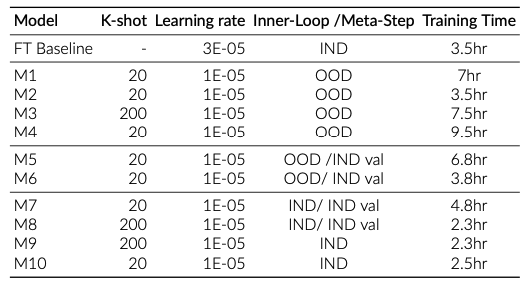 Model K-shot Learning rate Inner-Loop /Meta-Step Training Time
FT Baseline - 3E-05 IND 3.5hr
M1 20 1E-05 OOD 7hr
M2 20 1E-05 OOD 3.5hr
M3 200 1E-05 OOD 7.5hr
M4 20 1E-05 OOD 9.5hr
M5 20 1E-05 OOD /IND val 6.8hr
M6 20 1E-05 OOD/ IND val 3.8hr
M7 20 1E-05 IND/ IND val 4.8hr
M8 200 1E-05 IND/ IND val 2.3hr
M9 200 1E-05 IND 2.3hr
M10 20 1E-05 IND 2.5hr